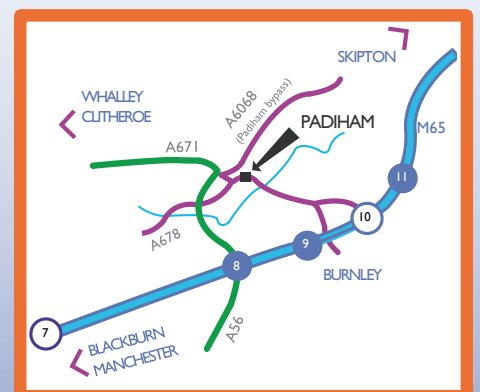 SKIPTON
WHALLEY
CLITHEROE
A6068
(Padiham bypass)
PADIHAM
M65
A671
11
10
A678
9
8
BURNLEY
7
A56
BLACKBURN
MANCHESTER